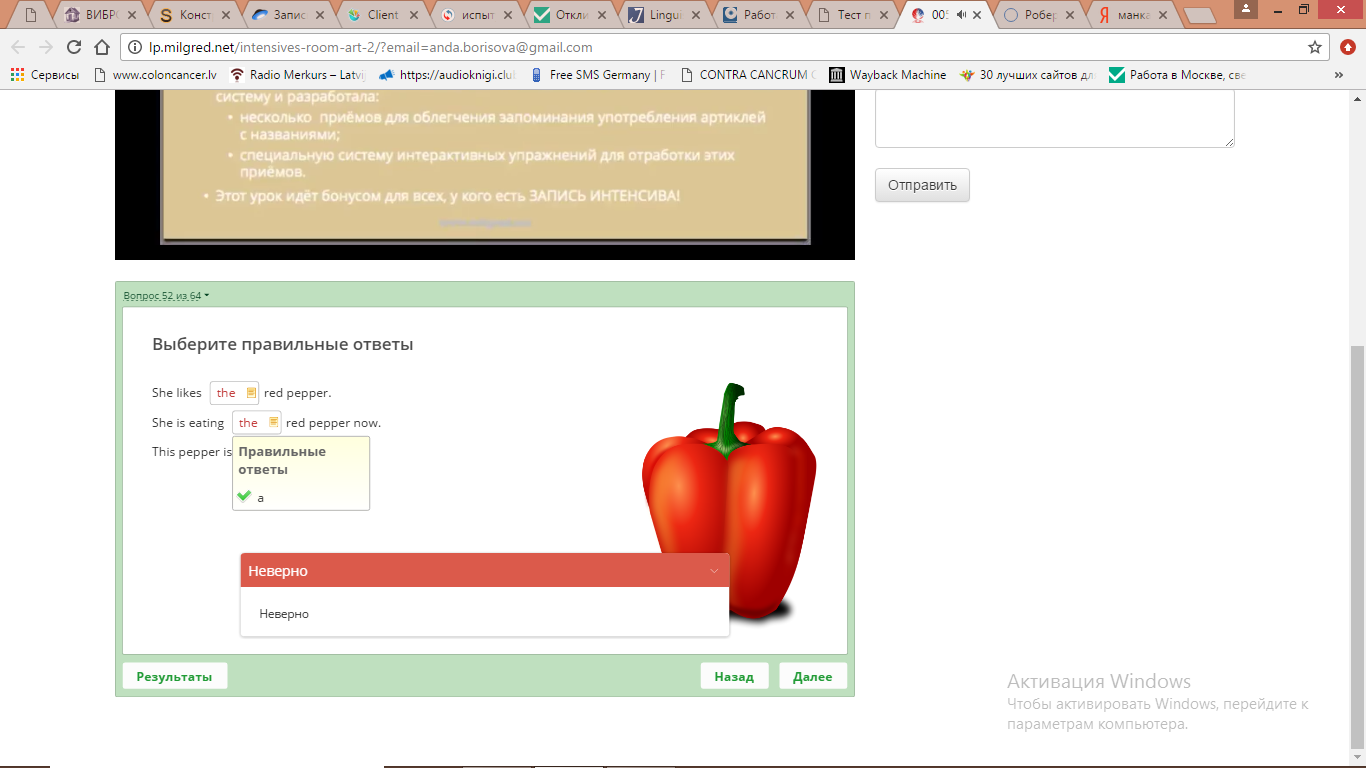 ВИБРО
Конст
Запис
Client
испыт
Откли
Lingui
Работ
Тест п
005
Робер
манка
lp.milgred.net/intensives-room-art-2/?email=anda.borisova@gmail.com
Сервисы www.coloncancer.lv Radio Merkurs – Latvij https://audioknigi.clu Free SMS Germany | F CONTRA CANCRUM C Wayback Machine 30 лучших сайтов дл Работа в Москве, све »
систему и разработала:
• несколько приёмов для облегчения запоминания употребления артиклей
с названиями;
• специальную систему интерактивных упражнений для отработки этих
приёмов.
• Этот урок идёт бонусом для всех, у кого есть ЗАПИСЬ ИНТЕНСИВА!
Отправить
Вопрос 52 из 64
Выберите правильные ответы
She likes the red pepper.
She is eating the red pepper now.
This pepper is
Правильные
ответы
a
Неверно
Неверно
Результаты
Назад
Далее
Активация Windows
Чтобы активировать Windows, перейдите к
параметрам компьютера.